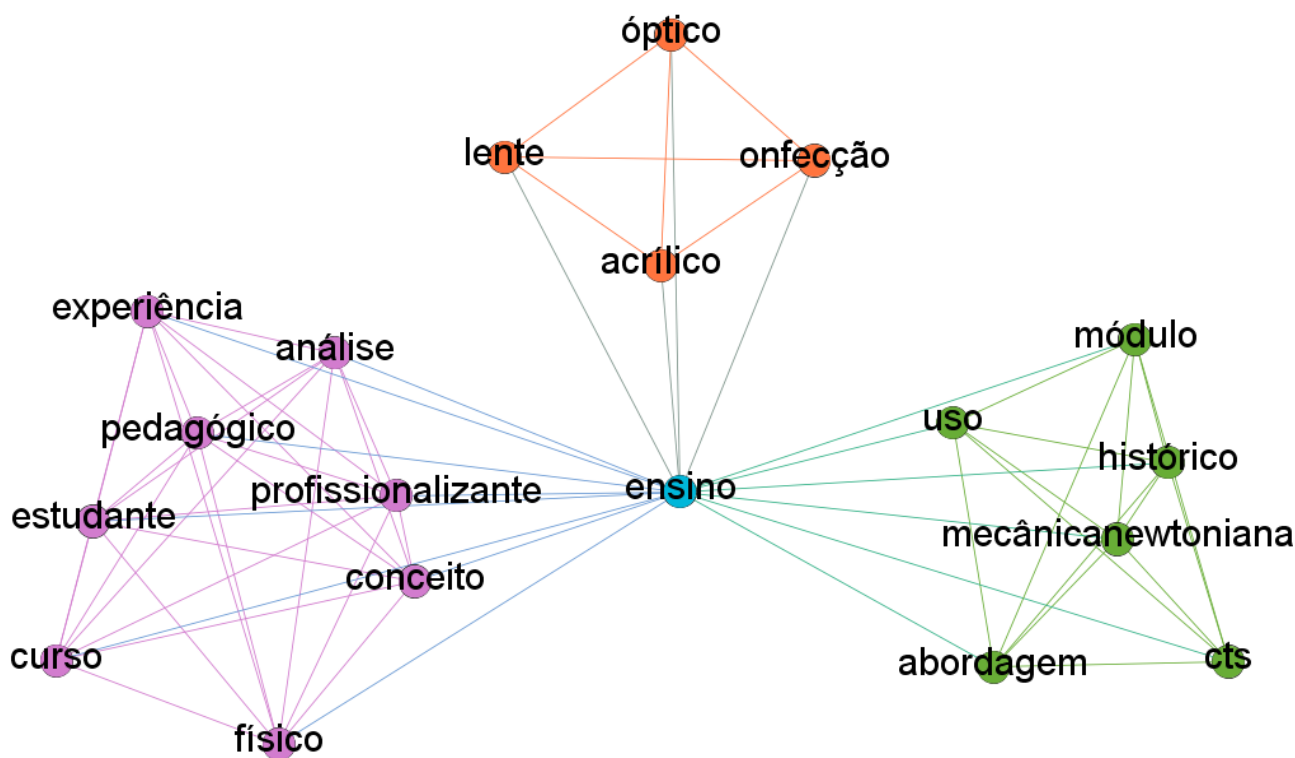 óptico
lente
onfecção
acrílico
experiência
análise
módulo
uso
pedagógico
histórico
profissionalizante
ensino
estudante
mecânicanewtoniana
conceito
curso
abordagem
cts
físico